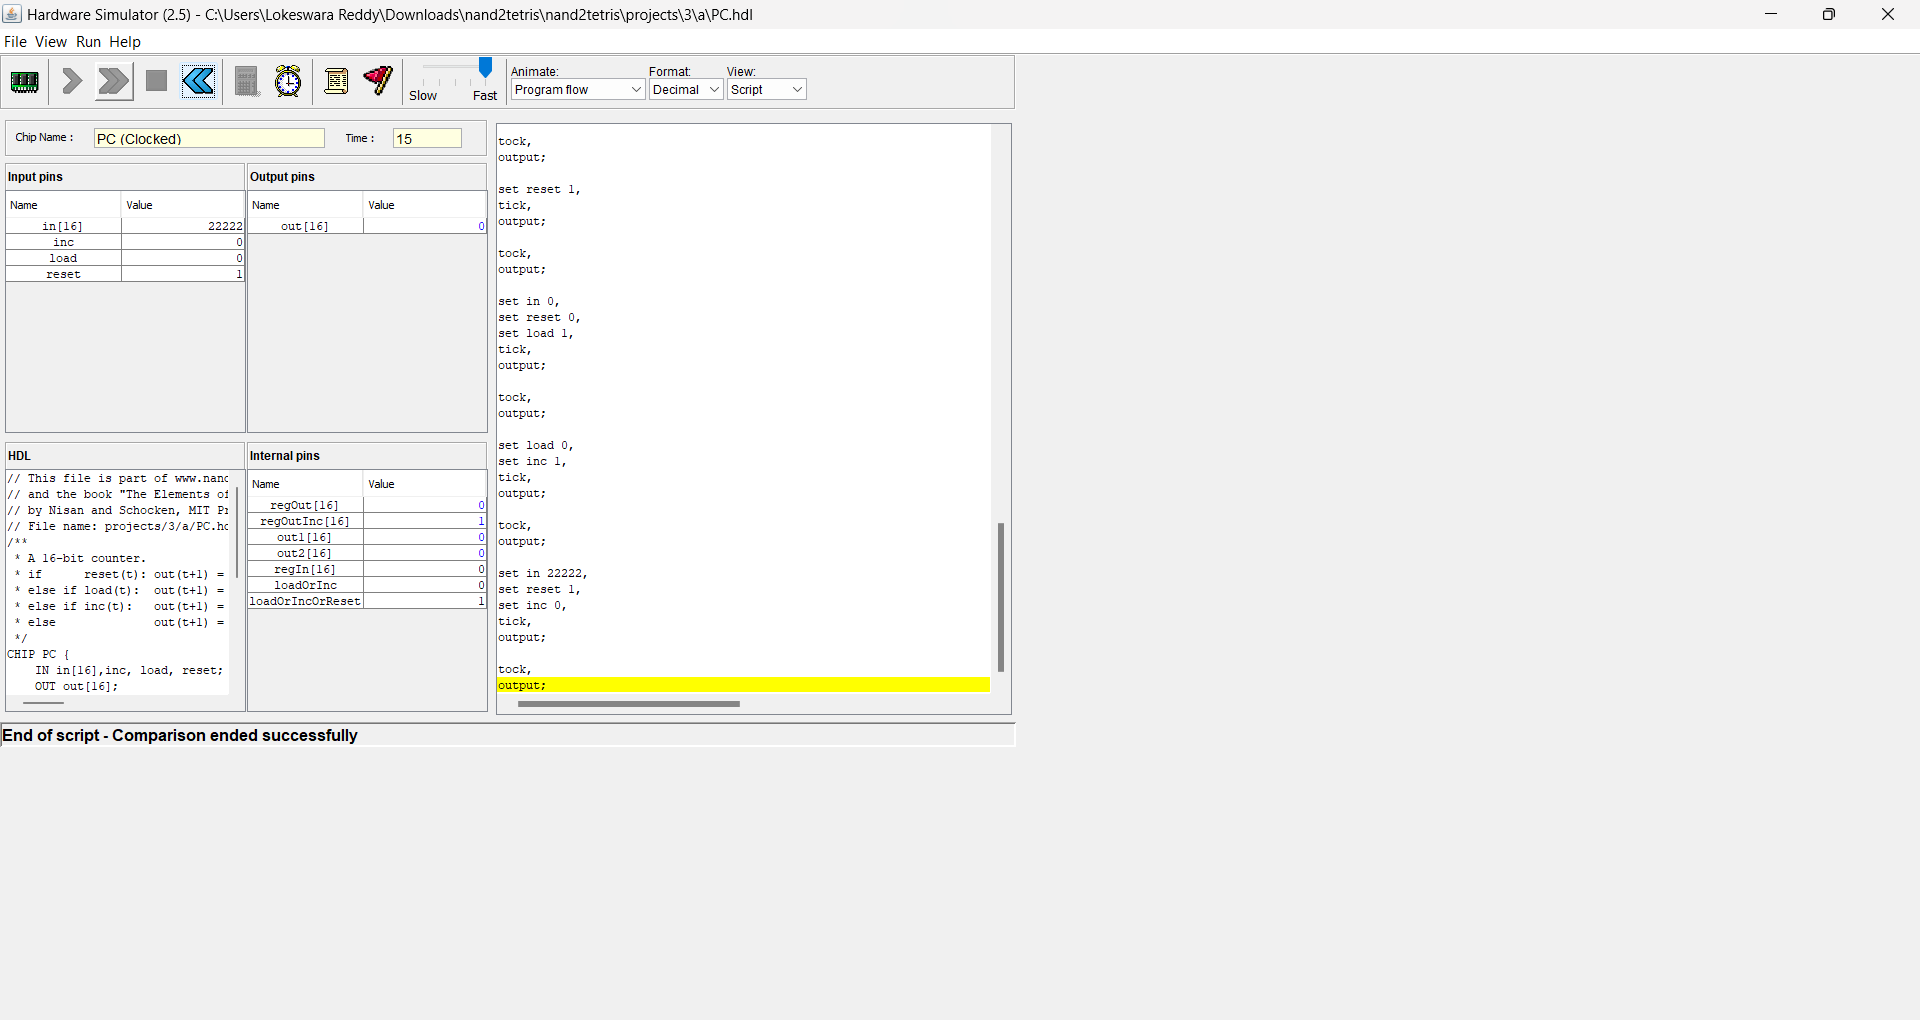 Hardware Simulator (2.5) - C:\Users\Lokeswara Reddy\Downloads\nand2tetris\nand2tetris\projects\3\a\PC.hdl
File View Run Help
Slow Fast
Animate: Format: View:
Program flow Decimal Script
Chip Name : PC (Clocked) Time : 15
Input pins
Name Value
in[16] 22222
inc 0
load 0
reset 1
Output pins
Name Value
out[16] 0
HDL
// This file is part of www.nand
// and the book "The Elements of
// by Nisan and Schocken, MIT Pr
// File name: projects/3/a/PC.hd
/**
* A 16-bit counter.
* if reset(t): out(t+1) =
* else if load(t): out(t+1) =
* else if inc(t): out(t+1) =
* else out(t+1) =
*/
CHIP PC {
IN in[16],inc, load, reset;
OUT out[16];
Internal pins
Name Value
regOut[16] 0
regOutInc[16] 1
out1[16] 0
out2[16] 0
regIn[16] 0
loadOrInc 0
loadOrIncOrReset 1
tock,
output;
set reset 1,
tick,
output;
tock,
output;
set in 0,
set reset 0,
set load 1,
tick,
output;
tock,
output;
set load 0,
set inc 1,
tick,
output;
tock,
output;
set in 22222,
set reset 1,
set inc 0,
tick,
output;
tock,
output;
End of script - Comparison ended successfully